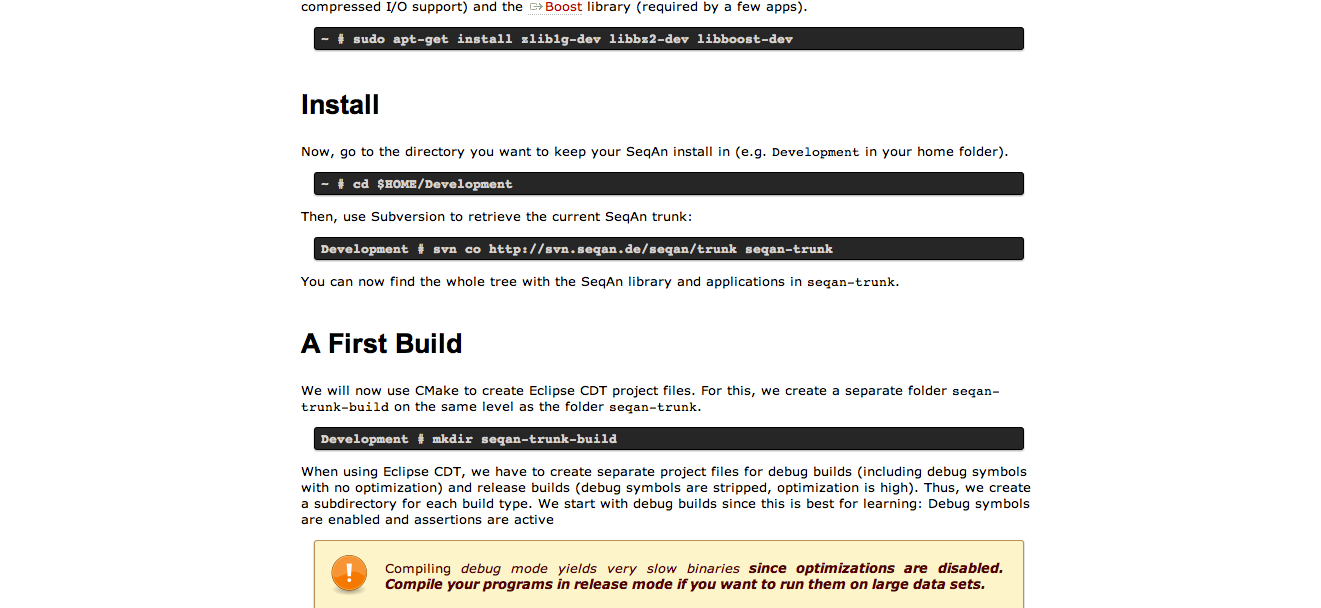 compressed I/O support) and the Boost library (required by a few apps).
~ # sudo apt-get install zlib1g-dev libbz2-dev libboost-dev
Install
Now, go to the directory you want to keep your SeqAn install in (e.g. Development in your home folder).
~ # cd $HOME/Development
Then, use Subversion to retrieve the current SeqAn trunk:
Development # svn co http://svn.seqan.de/seqan/trunk seqan-trunk
You can now find the whole tree with the SeqAn library and applications in seqan-trunk.
A First Build
We will now use CMake to create Eclipse CDT project files. For this, we create a separate folder seqan-
trunk-build on the same level as the folder seqan-trunk.
Development # mkdir seqan-trunk-build
When using Eclipse CDT, we have to create separate project files for debug builds (including debug symbols
with no optimization) and release builds (debug symbols are stripped, optimization is high). Thus, we create
a subdirectory for each build type. We start with debug builds since this is best for learning: Debug symbols
are enabled and assertions are active
Compiling debug mode yields very slow binaries since optimizations are disabled.
Compile your programs in release mode if you want to run them on large data sets.